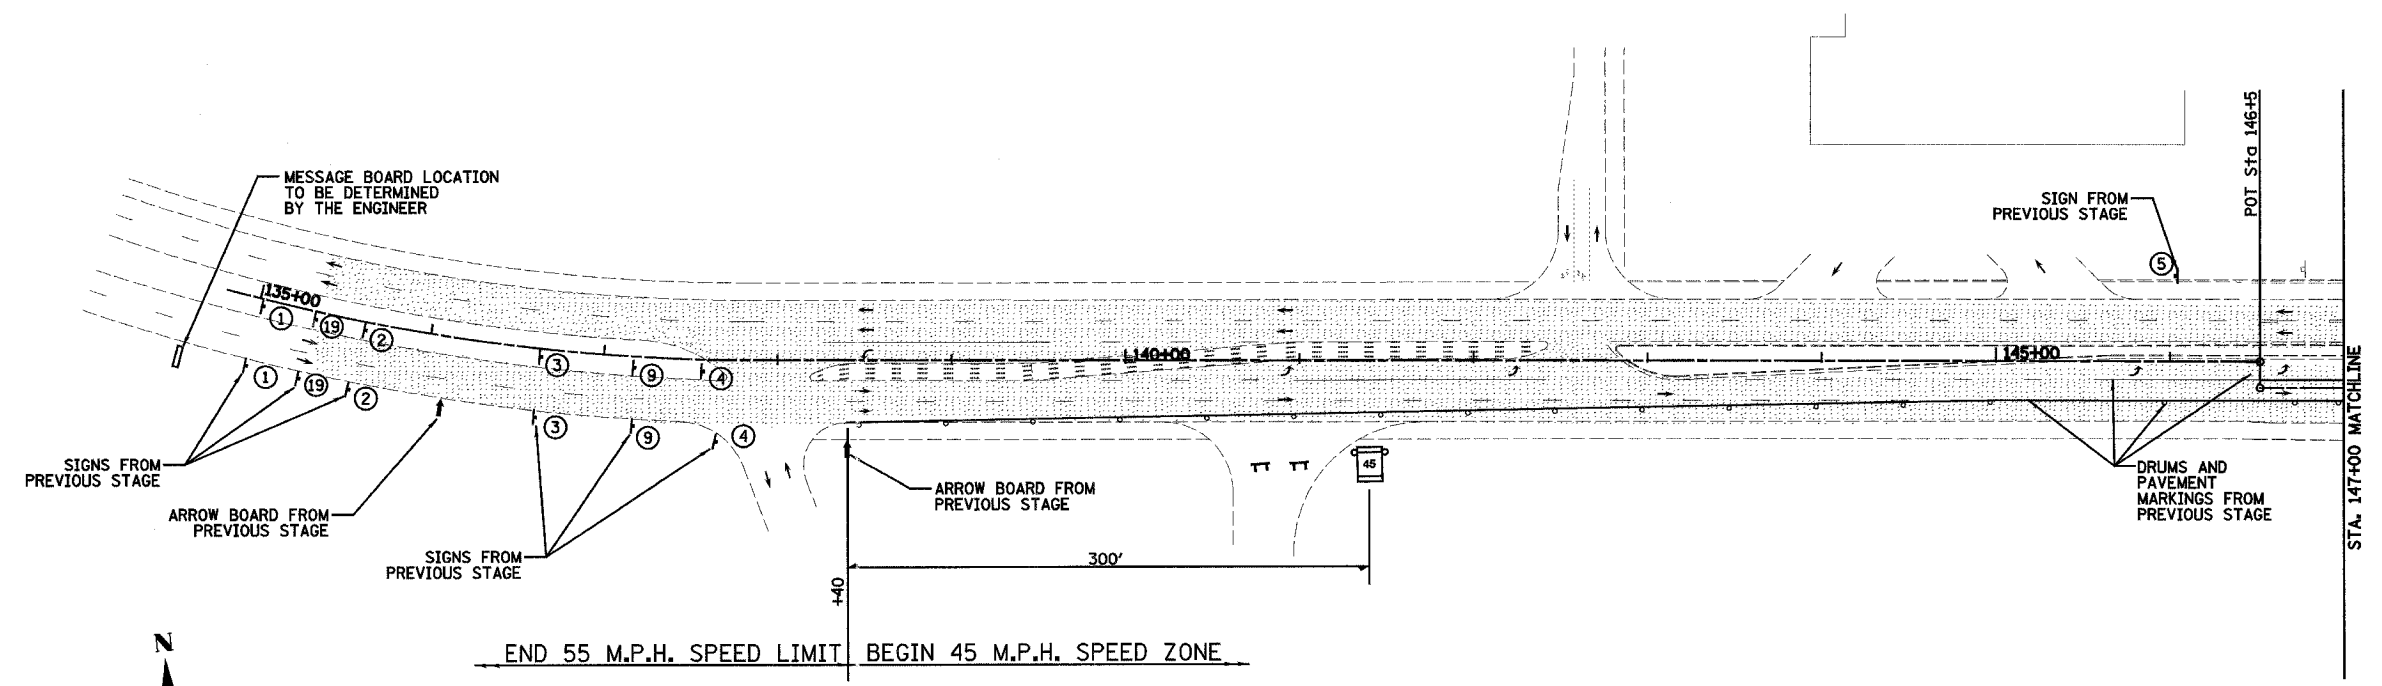 MESSAGE BOARD LOCATION
TO BE DETERMINED
BY THE ENGINEER
SIGN FROM
PREVIOUS STAGE
POT Sta 146+5
5
135+00
1
19
2
3
9
4
140+00
145+00
1
19
2
3
9
4
45
SIGNS FROM
PREVIOUS STAGE
ARROW BOARD FROM
PREVIOUS STAGE
SIGNS FROM
PREVIOUS STAGE
ARROW BOARD FROM
PREVIOUS STAGE
DRUMS AND
PAVEMENT
MARKINGS FROM
PREVIOUS STAGE
STA. 147+00 MATCHLINE
300'
+40
N
END 55 M.P.H. SPEED LIMIT
BEGIN 45 M.P.H. SPEED ZONE